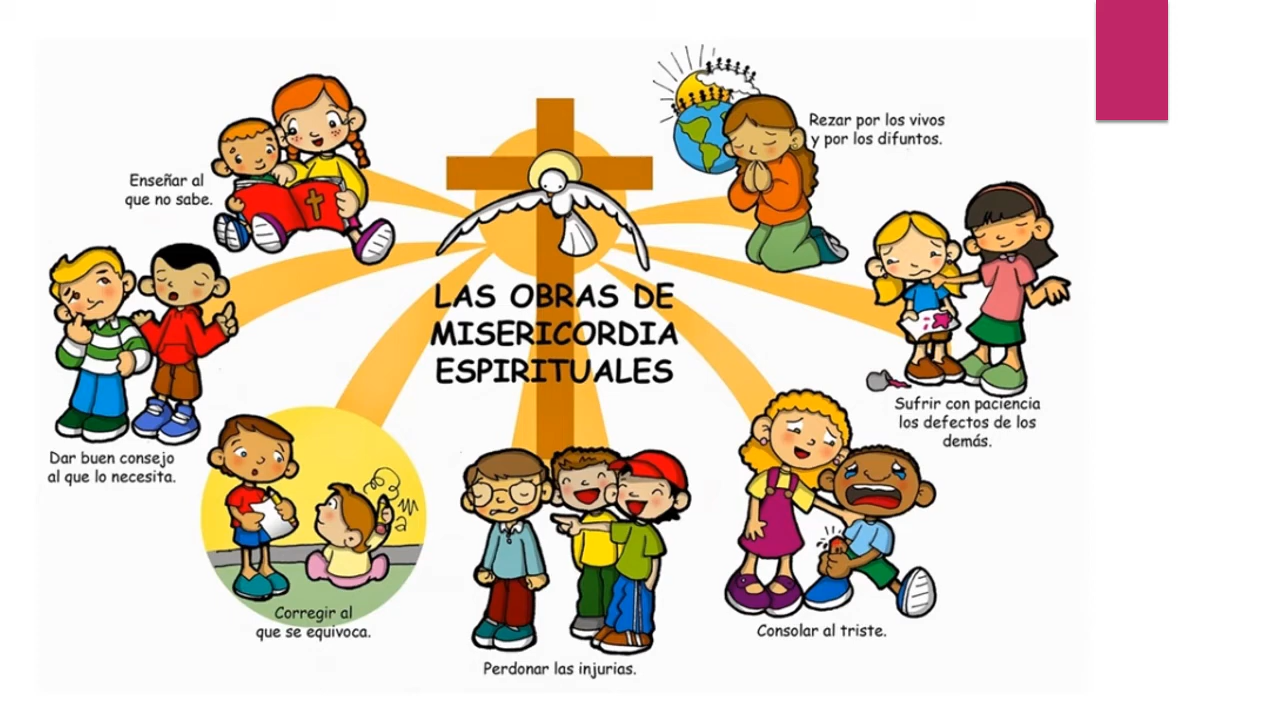 LAS OBRAS DE
MISERICORDIA
ESPIRITUALES
Enseñar al
que no sabe.
Dar buen consejo
al que lo necesita.
Corregir al
que se equivoca.
Perdonar las injurias.
Consolar al triste.
Sufrir con paciencia
los defectos de los
demás.
Rezar por los vivos
y por los difuntos.